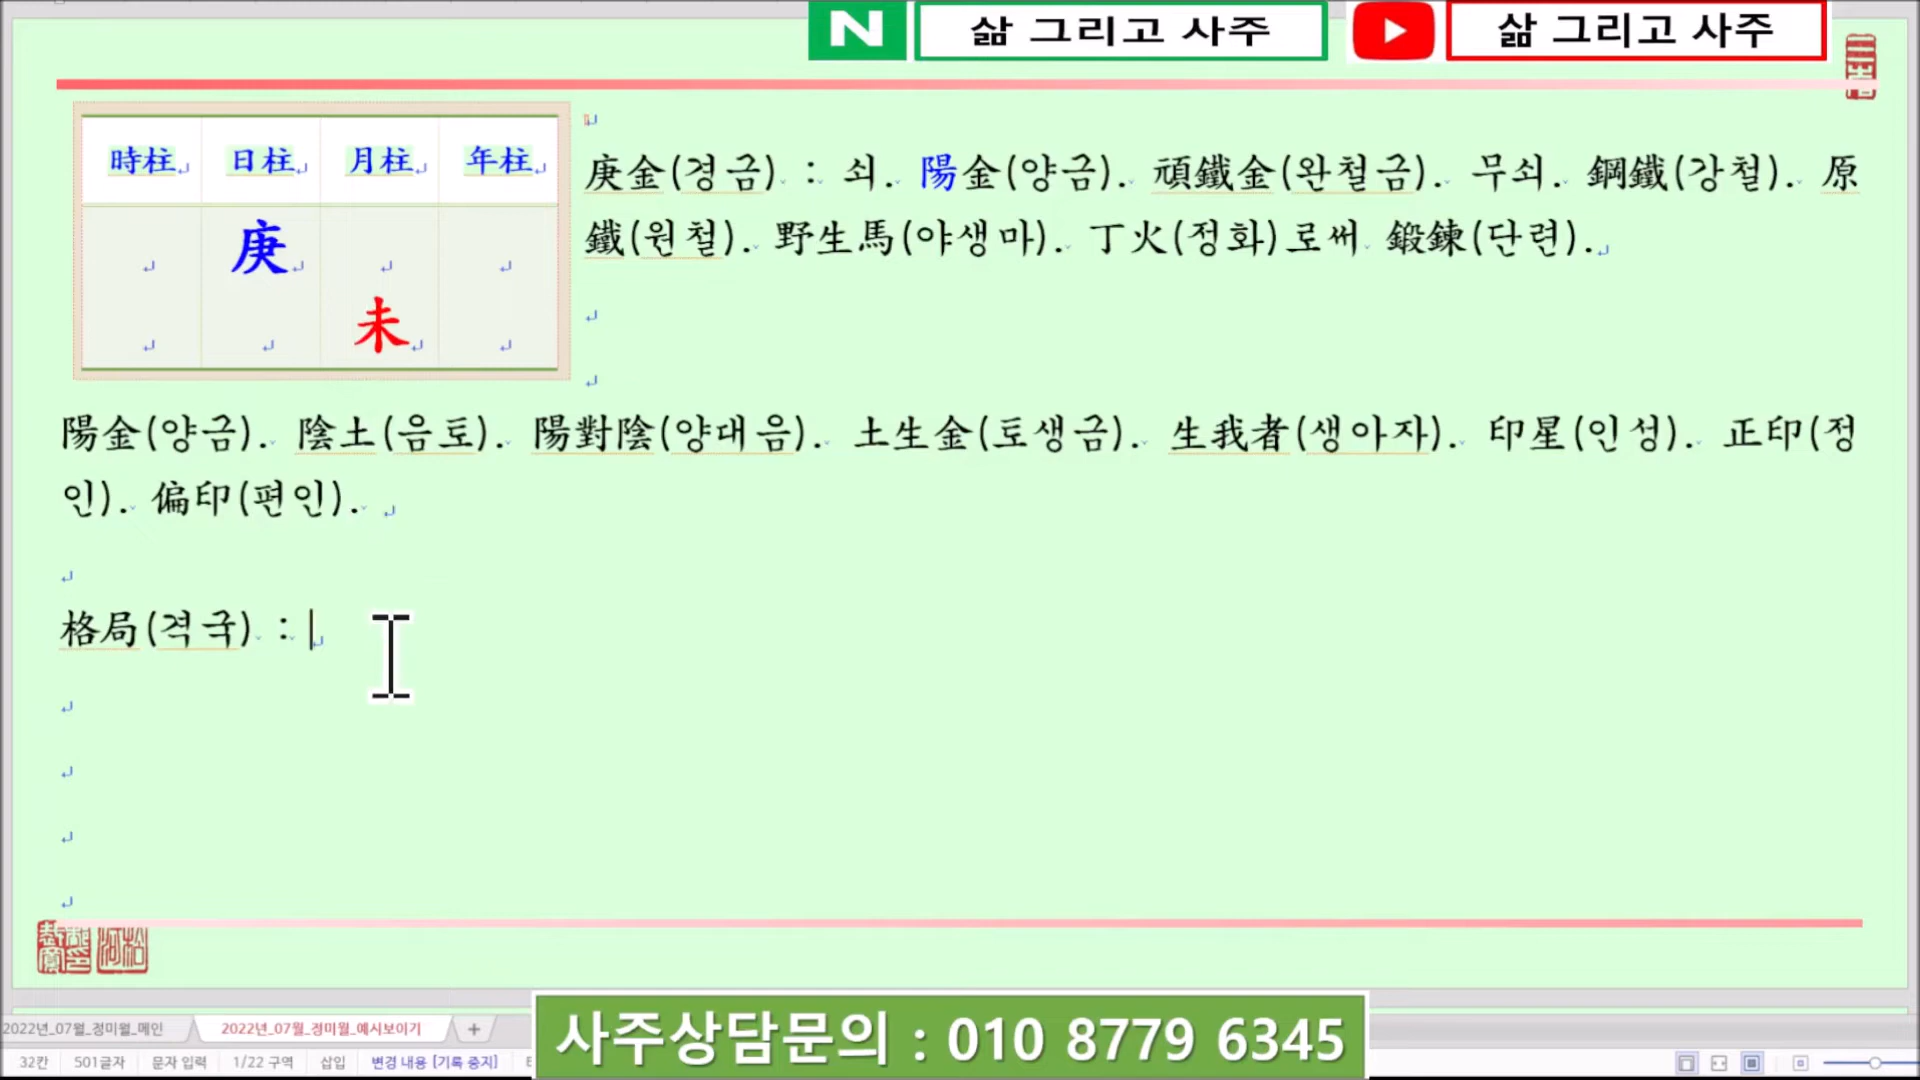 N 삶 그리고 사주 삶 그리고 사주
時柱 日柱 月柱 年柱
庚
未
庚金(경금) : 쇠. 陽金(양금). 頑鐵金(완철금). 무쇠. 鋼鐵(강철). 原
鐵(원철). 野生馬(야생마). 丁火(정화)로써 鍛鍊(단련).
陽金(양금). 陰土(음토). 陽對陰(양대음). 土生金(토생금). 生我者(생아자). 印星(인성). 正印(정
인). 偏印(편인).
格局(격국) :
2022년_07월_정미월_메인 2022년_07월_정미월_예시보이기 +
32칸 501글자 문자 입력 1/22 구역 삽입 변경 내용 [기록 중지]
사주상담문의 : 010 8779 6345